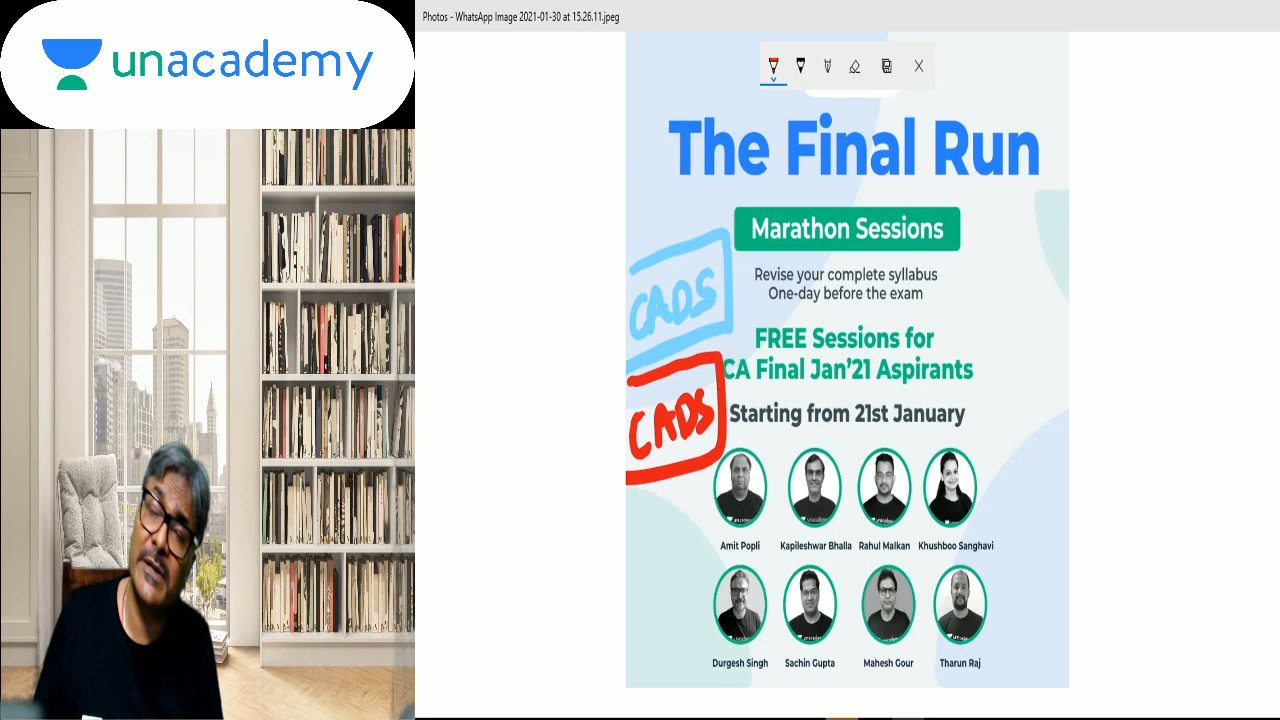 unacademy
Photos - WhatsApp Image 2021-01-30 at 15.26.11.jpeg
The Final Run
Marathon Sessions
Revise your complete syllabus
One-day before the exam
CADS
FREE Sessions for
CA Final Jan'21 Aspirants
CADS
Starting from 21st January
Amit Popli Kapileshwar Bhalla Rahul Malkan Khushboo Sanghavi
Durgesh Singh Sachin Gupta Mahesh Gour Tharun Raj